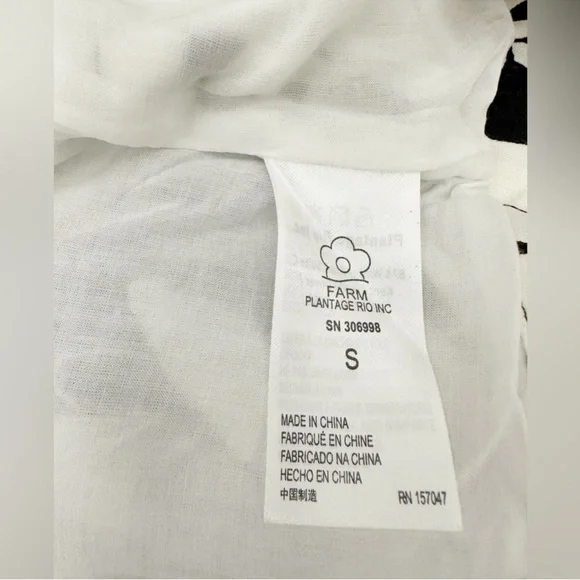 FARM
PLANTAGE RIO INC
SN 306998
S
MADE IN CHINA
FABRIQUÉ EN CHINE
FABRICADO NA CHINA
HECHO EN CHINA
中国制造
RN 157047